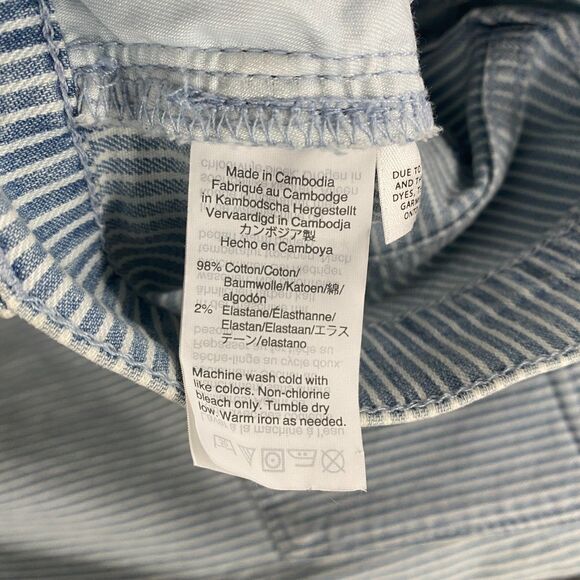 Made in Cambodia
Fabriqué au Cambodge
in Kambodscha Hergestellt
Vervaardigd in Cambodja
カンボジア製
Hecho en Camboya
98% Cotton/Coton/
Baumwolle/Katoen/綿/
algodón
2% Elastane/Élasthanne/
Elastan/Elastaan/エラス
テーン/elastano
Machine wash cold with
like colors. Non-chlorine
bleach only. Tumble dry
low. Warm iron as needed.
DUE TO
AND
DYES,
GARM
ONTO